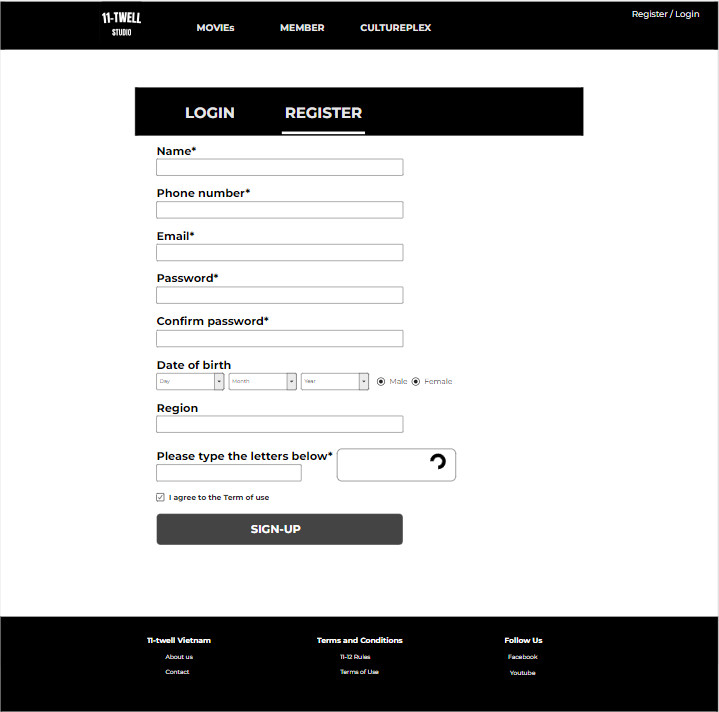 11-TWELL
STUDIO
MOVIEs
MEMBER
CULTUREPLEX
Register / Login
LOGIN
REGISTER
Name*
Phone number*
Email*
Password*
Confirm password*
Date of birth
Day
Month
Year
Male
Female
Region
Please type the letters below*
I agree to the Term of use
SIGN-UP
11-twell Vietnam
Terms and Conditions
Follow Us
About us
11-12 Rules
Facebook
Contact
Terms of Use
Youtube